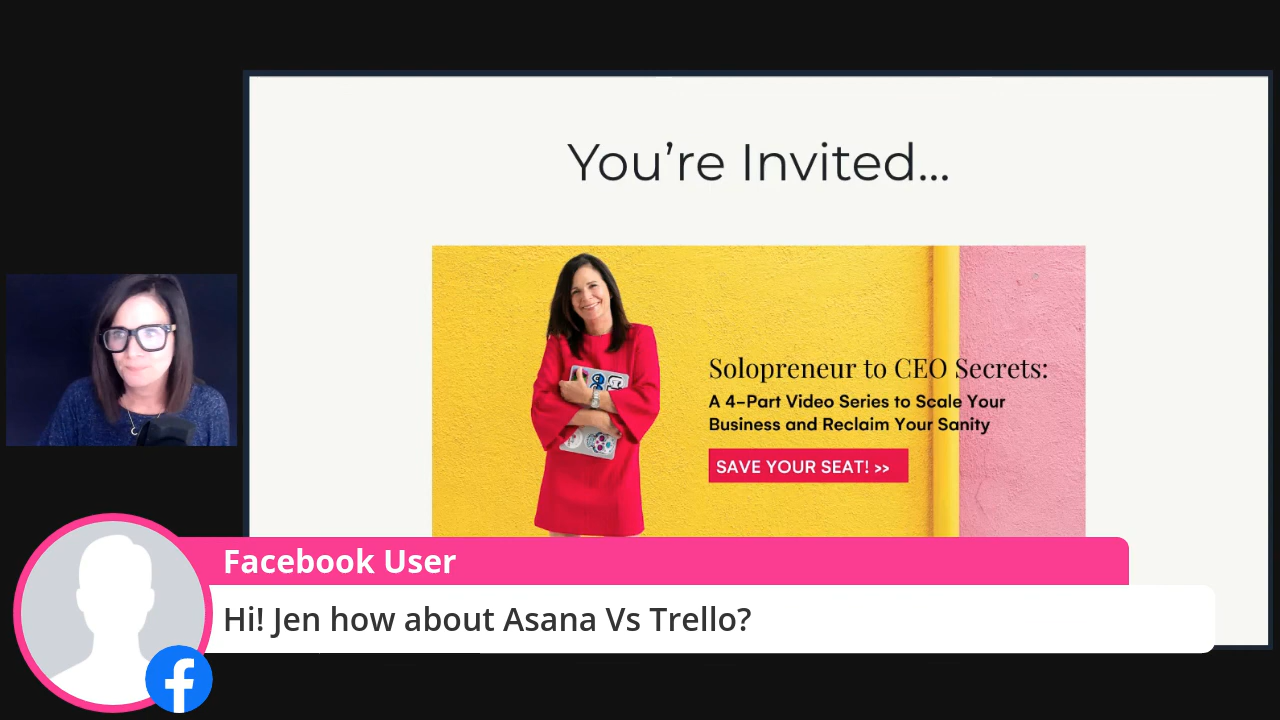 You’re Invited...
Solopreneur to CEO Secrets:
A 4-Part Video Series to Scale Your
Business and Reclaim Your Sanity
SAVE YOUR SEAT! >>
Facebook User
Hi! Jen how about Asana Vs Trello?